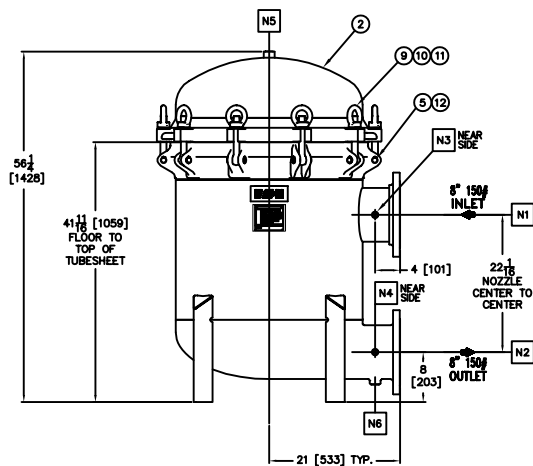 N5
2
9 10 11
5 12
N3 NEAR
SIDE
56 1/4
[1428]
41 11/16 [1059]
FLOOR TO
TOP OF
TUBESHEET
8" 150#
INLET
N1
4 [101]
22 1/16
NOZZLE
CENTER TO
CENTER
N4 NEAR
SIDE
8" 150#
OUTLET
N2
8
[203]
N6
21 [533] TYP.